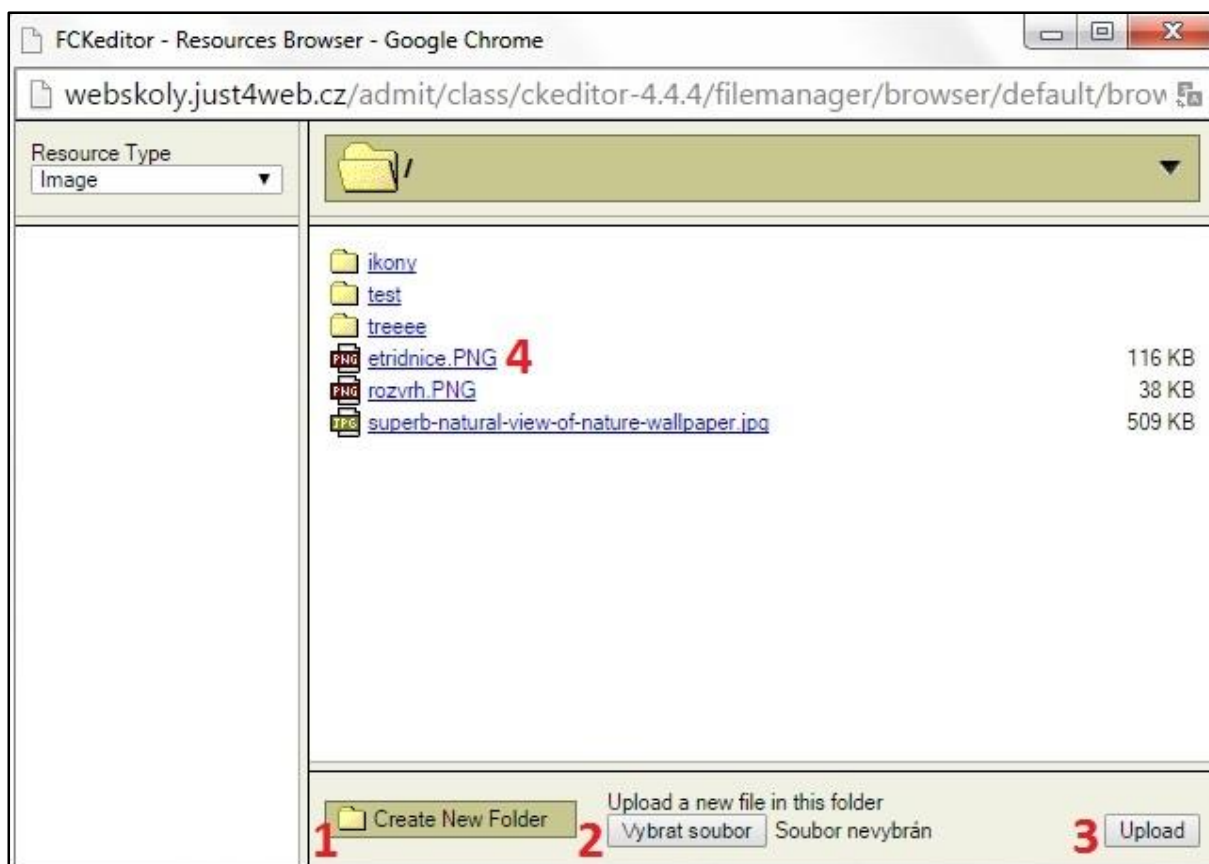 FCKeditor - Resources Browser - Google Chrome
webskoly.just4web.cz/admit/class/ckeditor-4.4.4/filemanager/browser/default/brow
Resource Type
Image
/
ikony
test
treeee
PNG etridnice.PNG 4 116 KB
PNG rozvrh.PNG 38 KB
JPG superb-natural-view-of-nature-wallpaper.jpg 509 KB
Upload a new file in this folder
1 Create New Folder 2 Vybrat soubor Soubor nevybrán 3 Upload